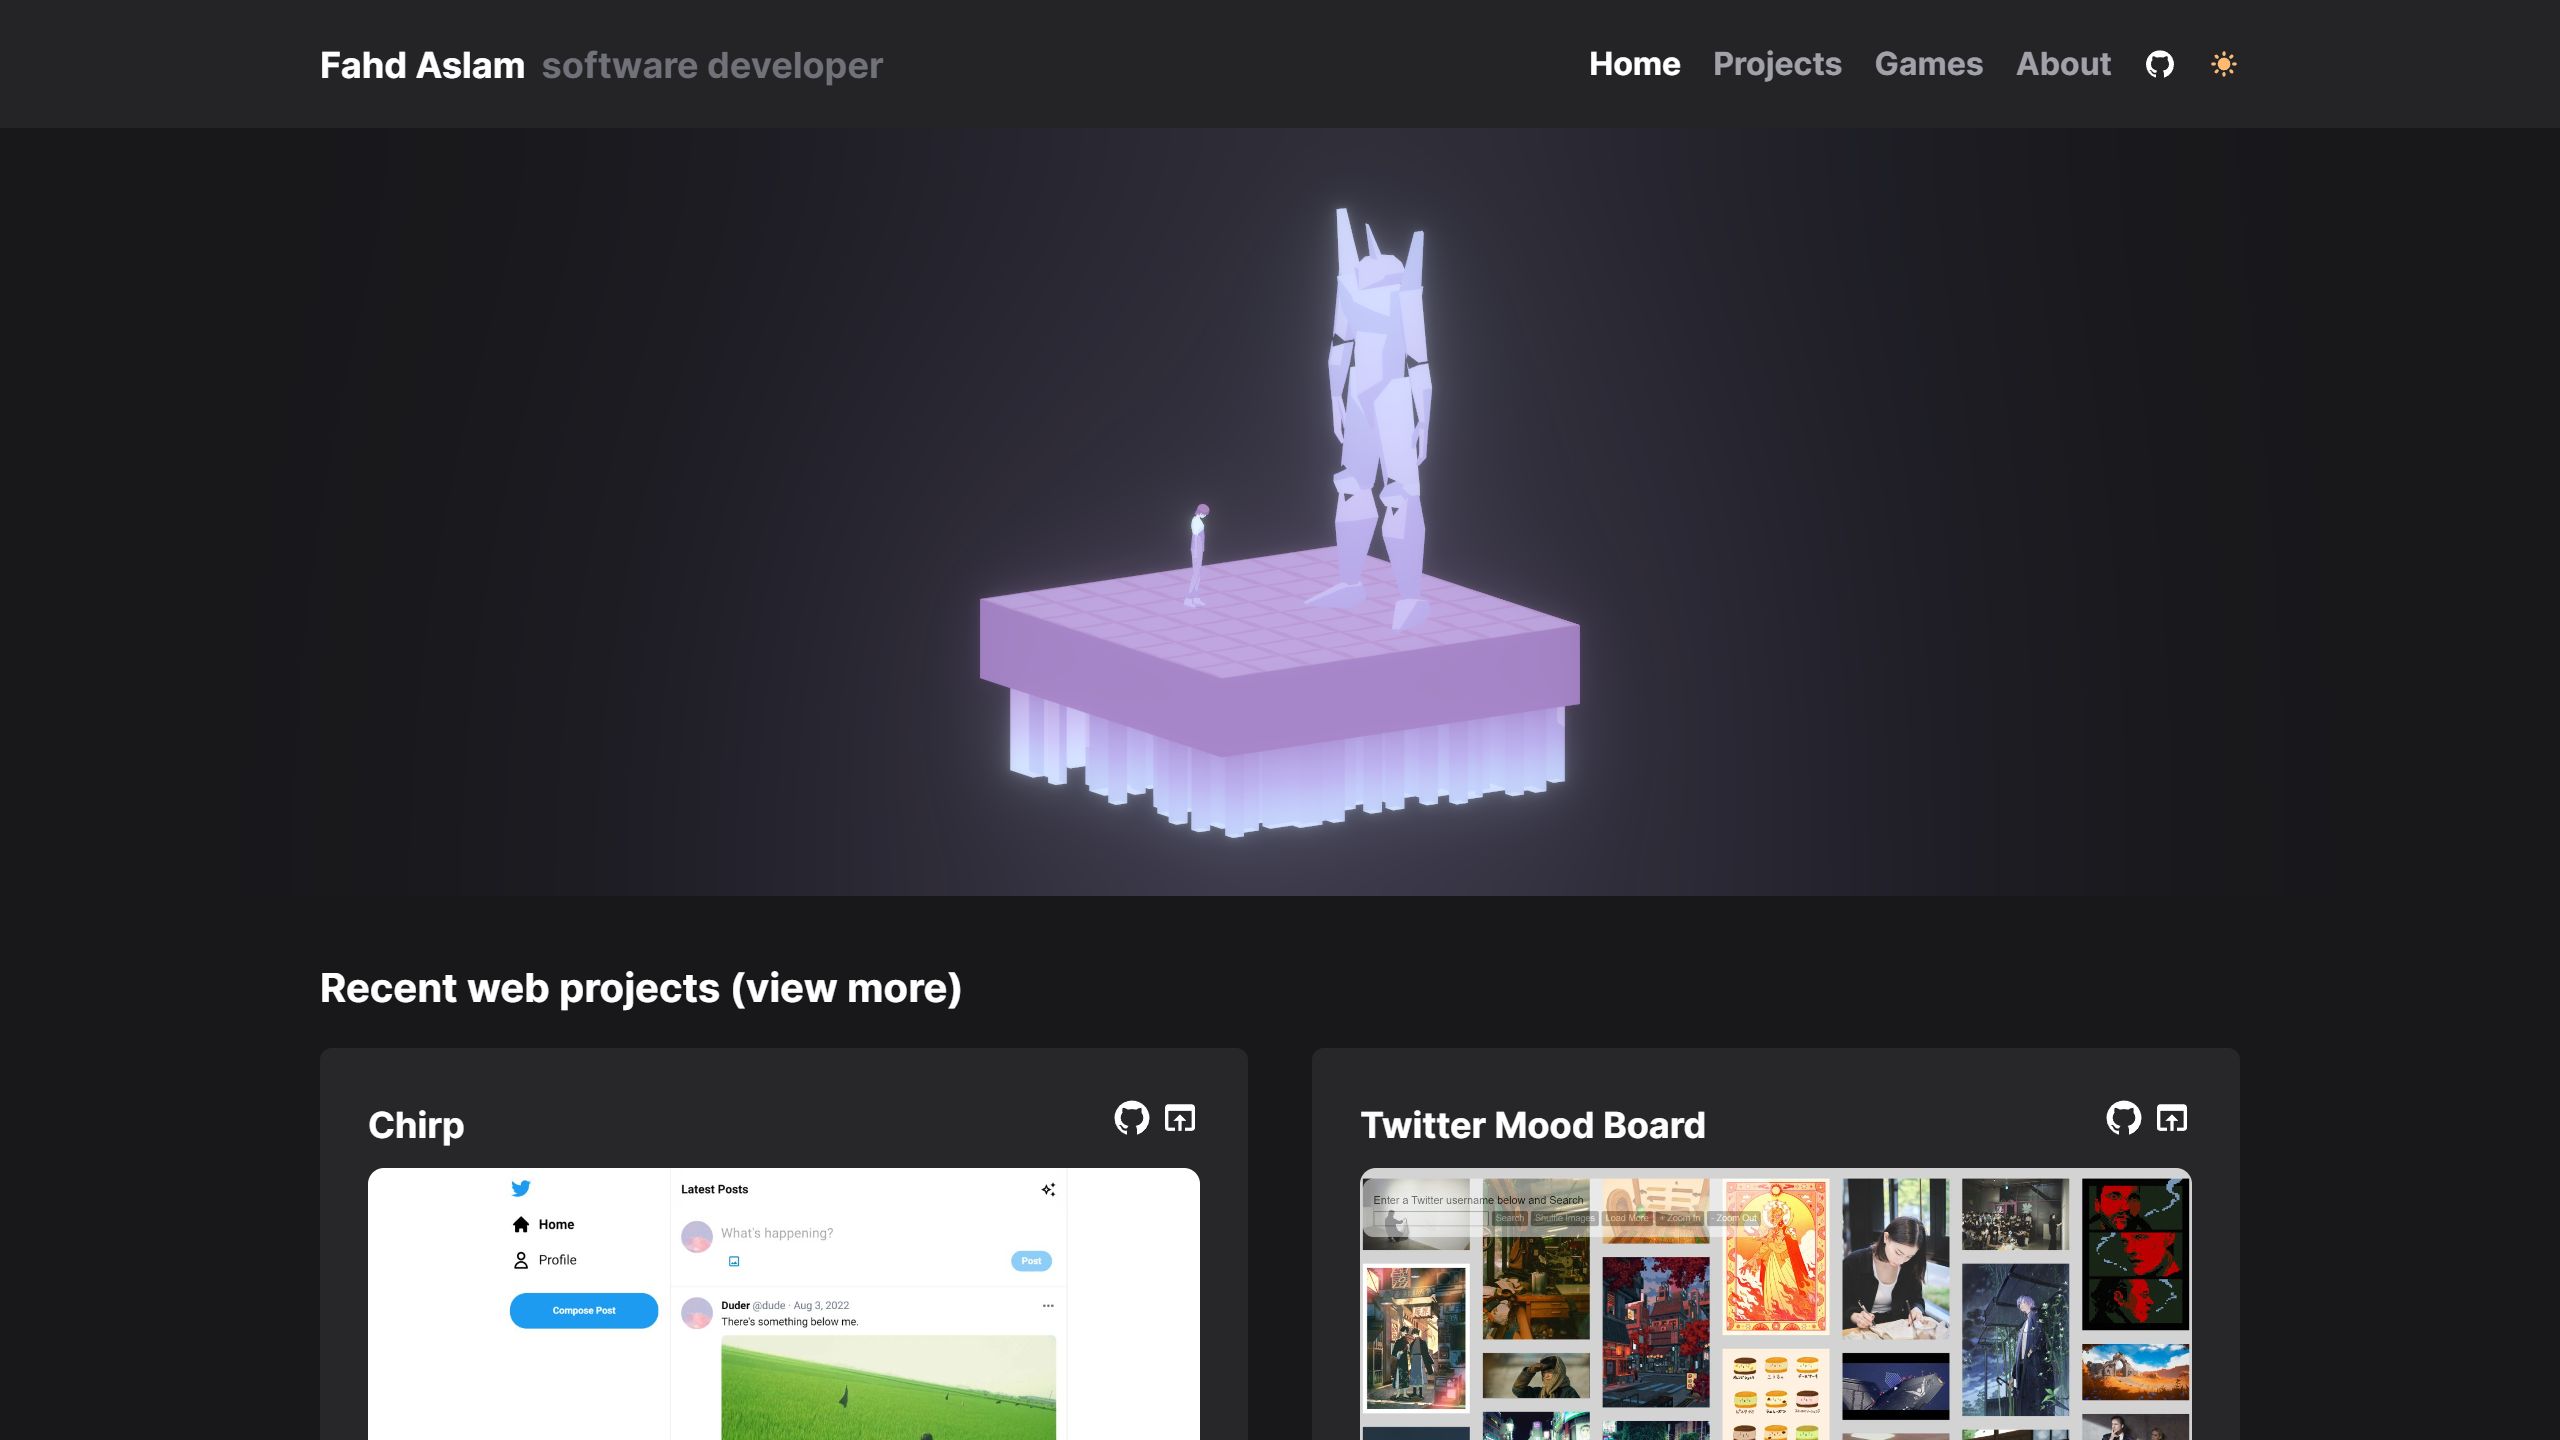 Fahd Aslam software developer
Home Projects Games About
Recent web projects (view more)
Chirp
Latest Posts
Home
What's happening?
Profile
Post
Compose Post
Duder @dude · Aug 3, 2022
There's something below me.
Twitter Mood Board
Enter a Twitter username below and Search
Search Shuffle Images Load More + Zoom In - Zoom Out